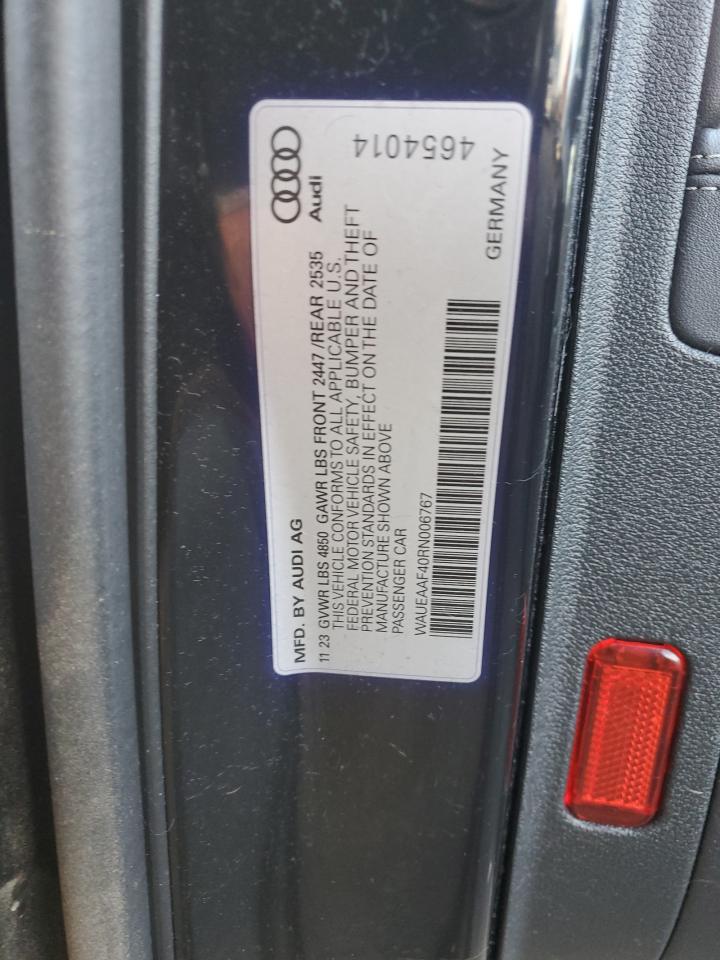 MFD. BY AUDI AG
Audi
11 23 GVWR LBS 4850 GAWR LBS FRONT 2447 /REAR 2535
THIS VEHICLE CONFORMS TO ALL APPLICABLE U.S.
FEDERAL MOTOR VEHICLE SAFETY, BUMPER AND THEFT
PREVENTION STANDARDS IN EFFECT ON THE DATE OF
MANUFACTURE SHOWN ABOVE
PASSENGER CAR
WAUEAAF40RN006767
GERMANY
4654014